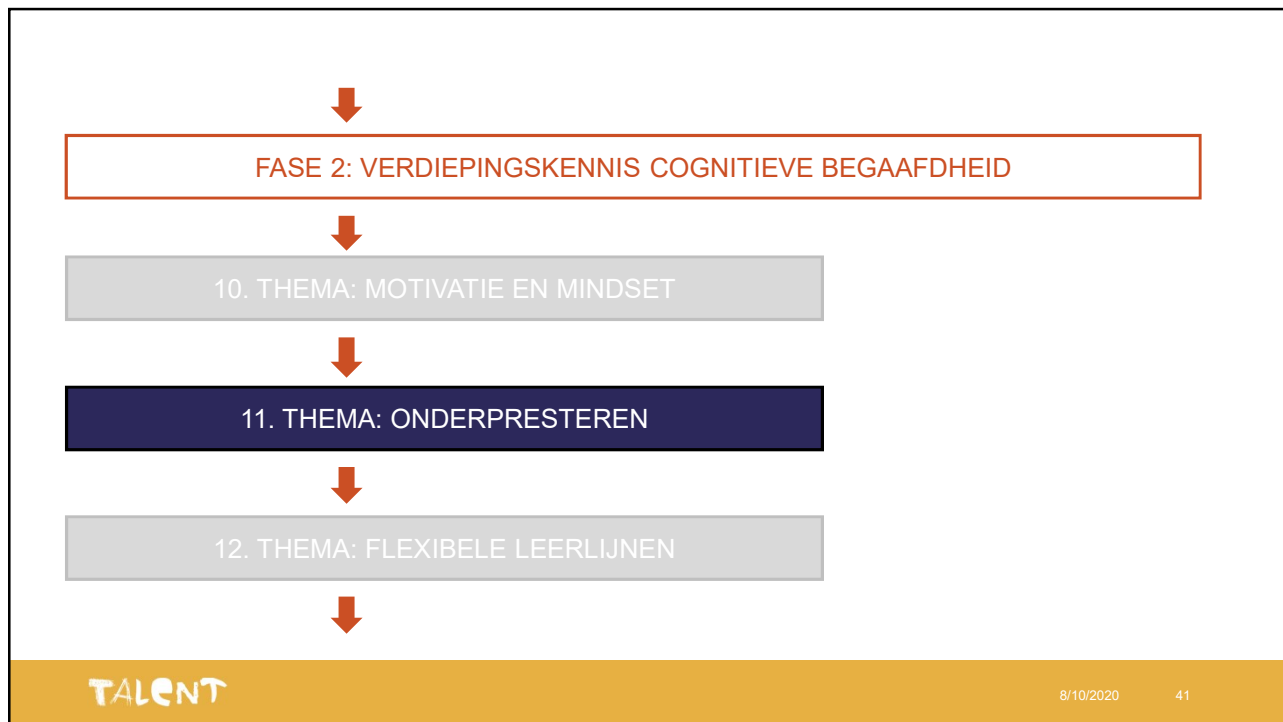 FASE 2: VERDIEPINGSKENNIS COGNITIEVE BEGAAFDHEID
10. THEMA: MOTIVATIE EN MINDSET
11. THEMA: ONDERPRESTEREN
12. THEMA: FLEXIBELE LEERLIJNEN
TALENT
8/10/2020 41